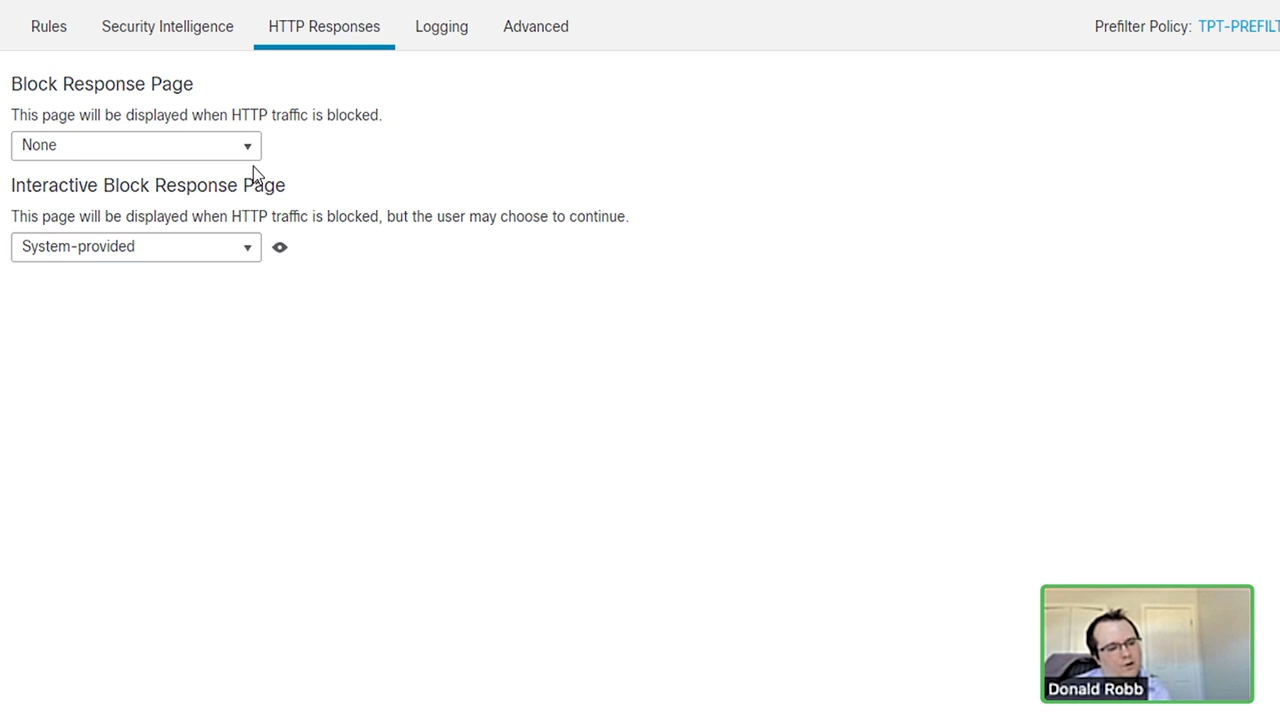 Rules Security Intelligence HTTP Responses Logging Advanced Prefilter Policy: TPT-PREFILT
Block Response Page
This page will be displayed when HTTP traffic is blocked.
None
Interactive Block Response Page
This page will be displayed when HTTP traffic is blocked, but the user may choose to continue.
System-provided
Donald Robb